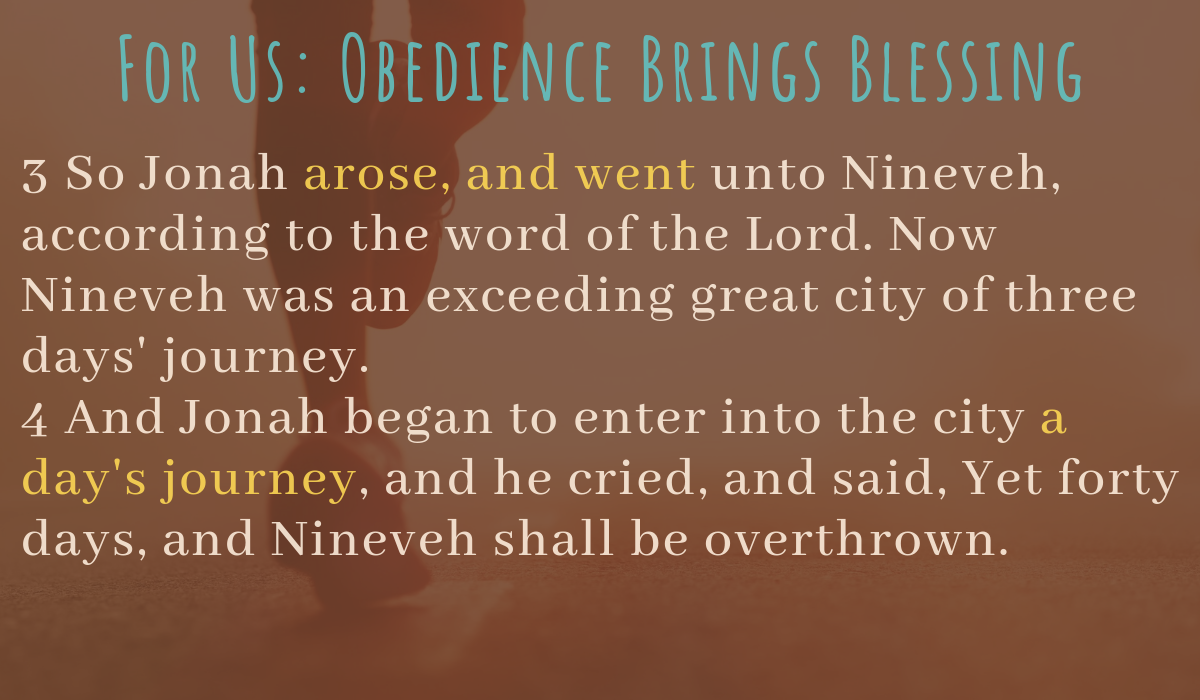 For Us: Obedience Brings Blessing
3 So Jonah arose, and went unto Nineveh,
according to the word of the Lord. Now
Nineveh was an exceeding great city of three
days' journey.
4 And Jonah began to enter into the city a
day's journey, and he cried, and said, Yet forty
days, and Nineveh shall be overthrown.